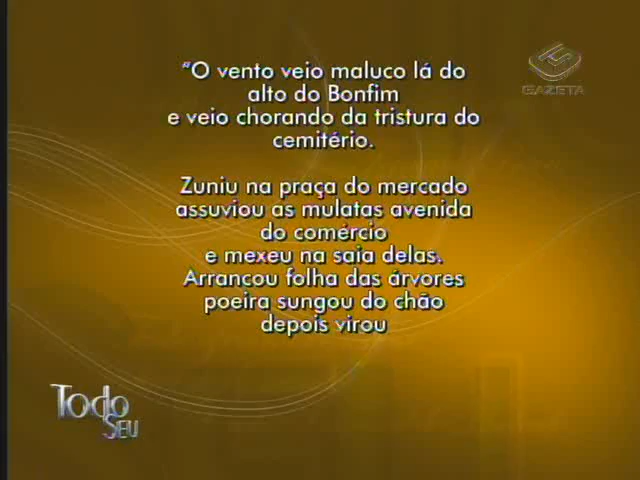 GAZETA
"O vento veio maluco lá do
alto do Bonfim
e veio chorando da tristura do
cemitério.
Zuniu na praça do mercado
assuviou as mulatas avenida
do comércio
e mexeu na saia delas.
Arrancou folha das árvores
poeira sungou do chão
depois virou
Todo
SEU